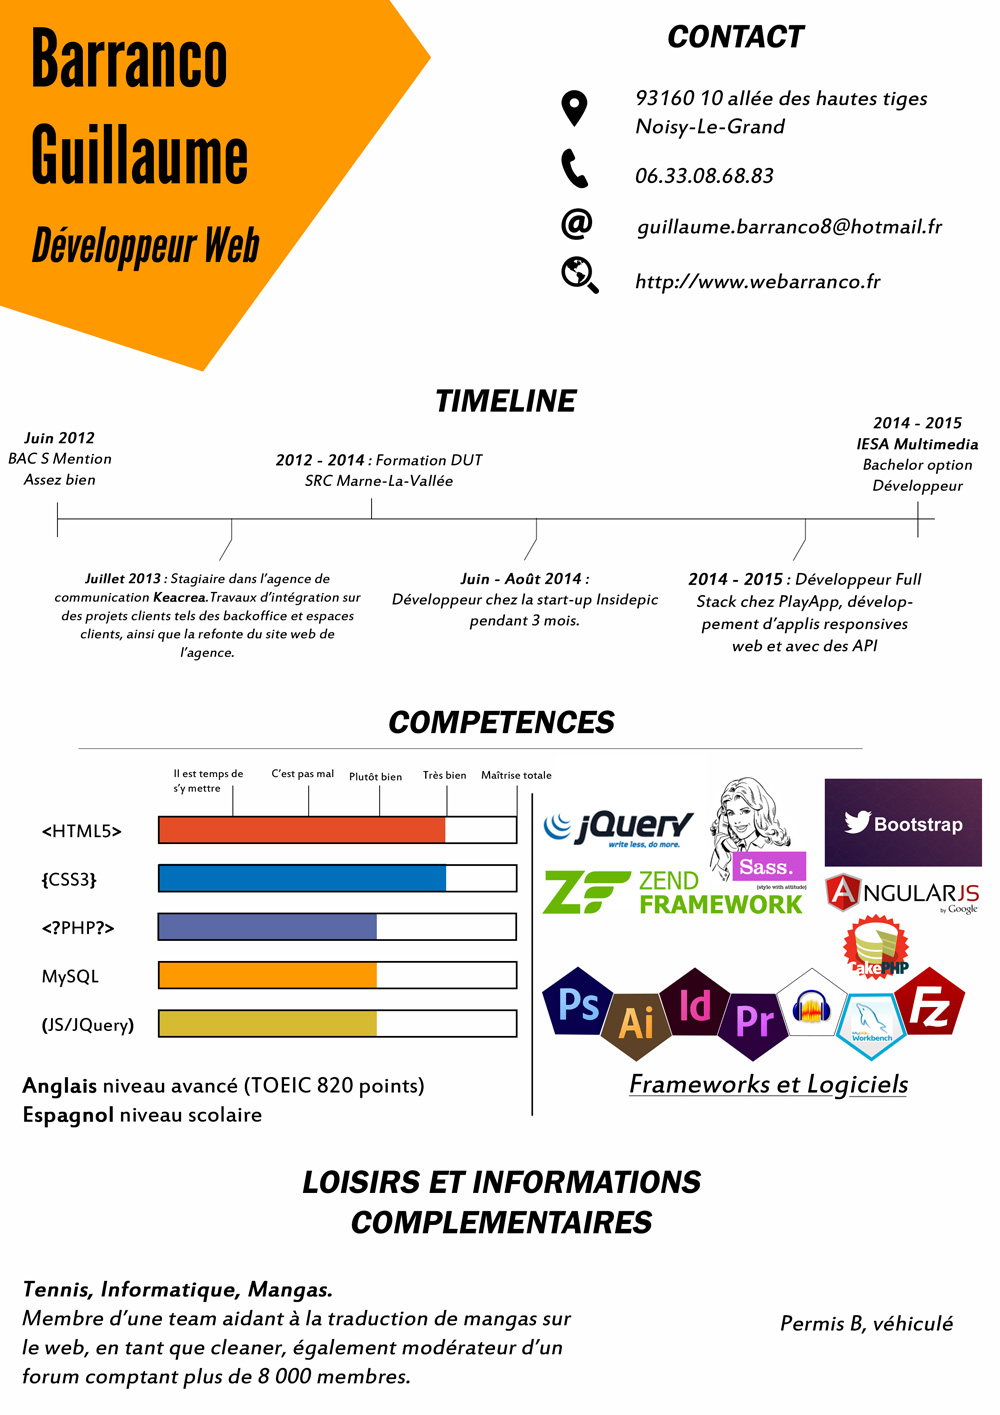 Barranco
Guillaume
Développeur Web
CONTACT
93160 10 allée des hautes tiges
Noisy-Le-Grand
06.33.08.68.83
@
guillaume.barranco8@hotmail.fr
http://www.webarranco.fr
TIMELINE
Juin 2012
BAC S Mention
Assez bien
2012 - 2014 : Formation DUT
SRC Marne-La-Vallée
2014 - 2015
IESA Multimedia
Bachelor option
Développeur
Juillet 2013 : Stagiaire dans l'agence de
communication Keacrea. Travaux d'intégration sur
des projets clients tels des backoffice et espaces
clients, ainsi que la refonte du site web de
l'agence.
Juin - Août 2014 :
Développeur chez la start-up Insidepic
pendant 3 mois.
2014 - 2015 : Développeur Full
Stack chez PlayApp, dévelop-
pement d'applis responsives
web et avec des API
COMPETENCES
Il est temps de
s'y mettre
C'est pas mal
Plutôt bien
Très bien
Maîtrise totale
<HTML5>
{CSS3}
<?PHP?>
MySQL
(JS/JQuery)
jQuery
write less, do more.
Sass.
(style with attitude)
Bootstrap
ZF ZEND
FRAMEWORK
ANGULARJS
by Google
CakePHP
Ps
Ai
Id
Pr
MySQL
Workbench
Fz
Frameworks et Logiciels
Anglais niveau avancé (TOEIC 820 points)
Espagnol niveau scolaire
LOISIRS ET INFORMATIONS
COMPLEMENTAIRES
Tennis, Informatique, Mangas.
Membre d'une team aidant à la traduction de mangas sur
le web, en tant que cleaner, également modérateur d'un
forum comptant plus de 8 000 membres.
Permis B, véhiculé